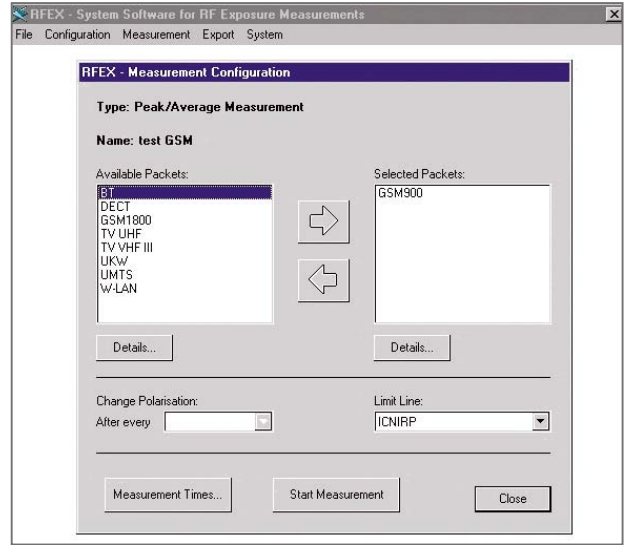 RFEX - System Software for RF Exposure Measurements
File Configuration Measurement Export System
RFEX - Measurement Configuration
Type: Peak/Average Measurement
Name: test GSM
Available Packets:
BT
DECT
GSM1800
TV UHF
TV VHF III
UKW
UMTS
W-LAN
Details...
Selected Packets:
GSM900
Details...
Change Polarisation:
After every
Limit Line:
ICNIRP
Measurement Times...
Start Measurement
Close